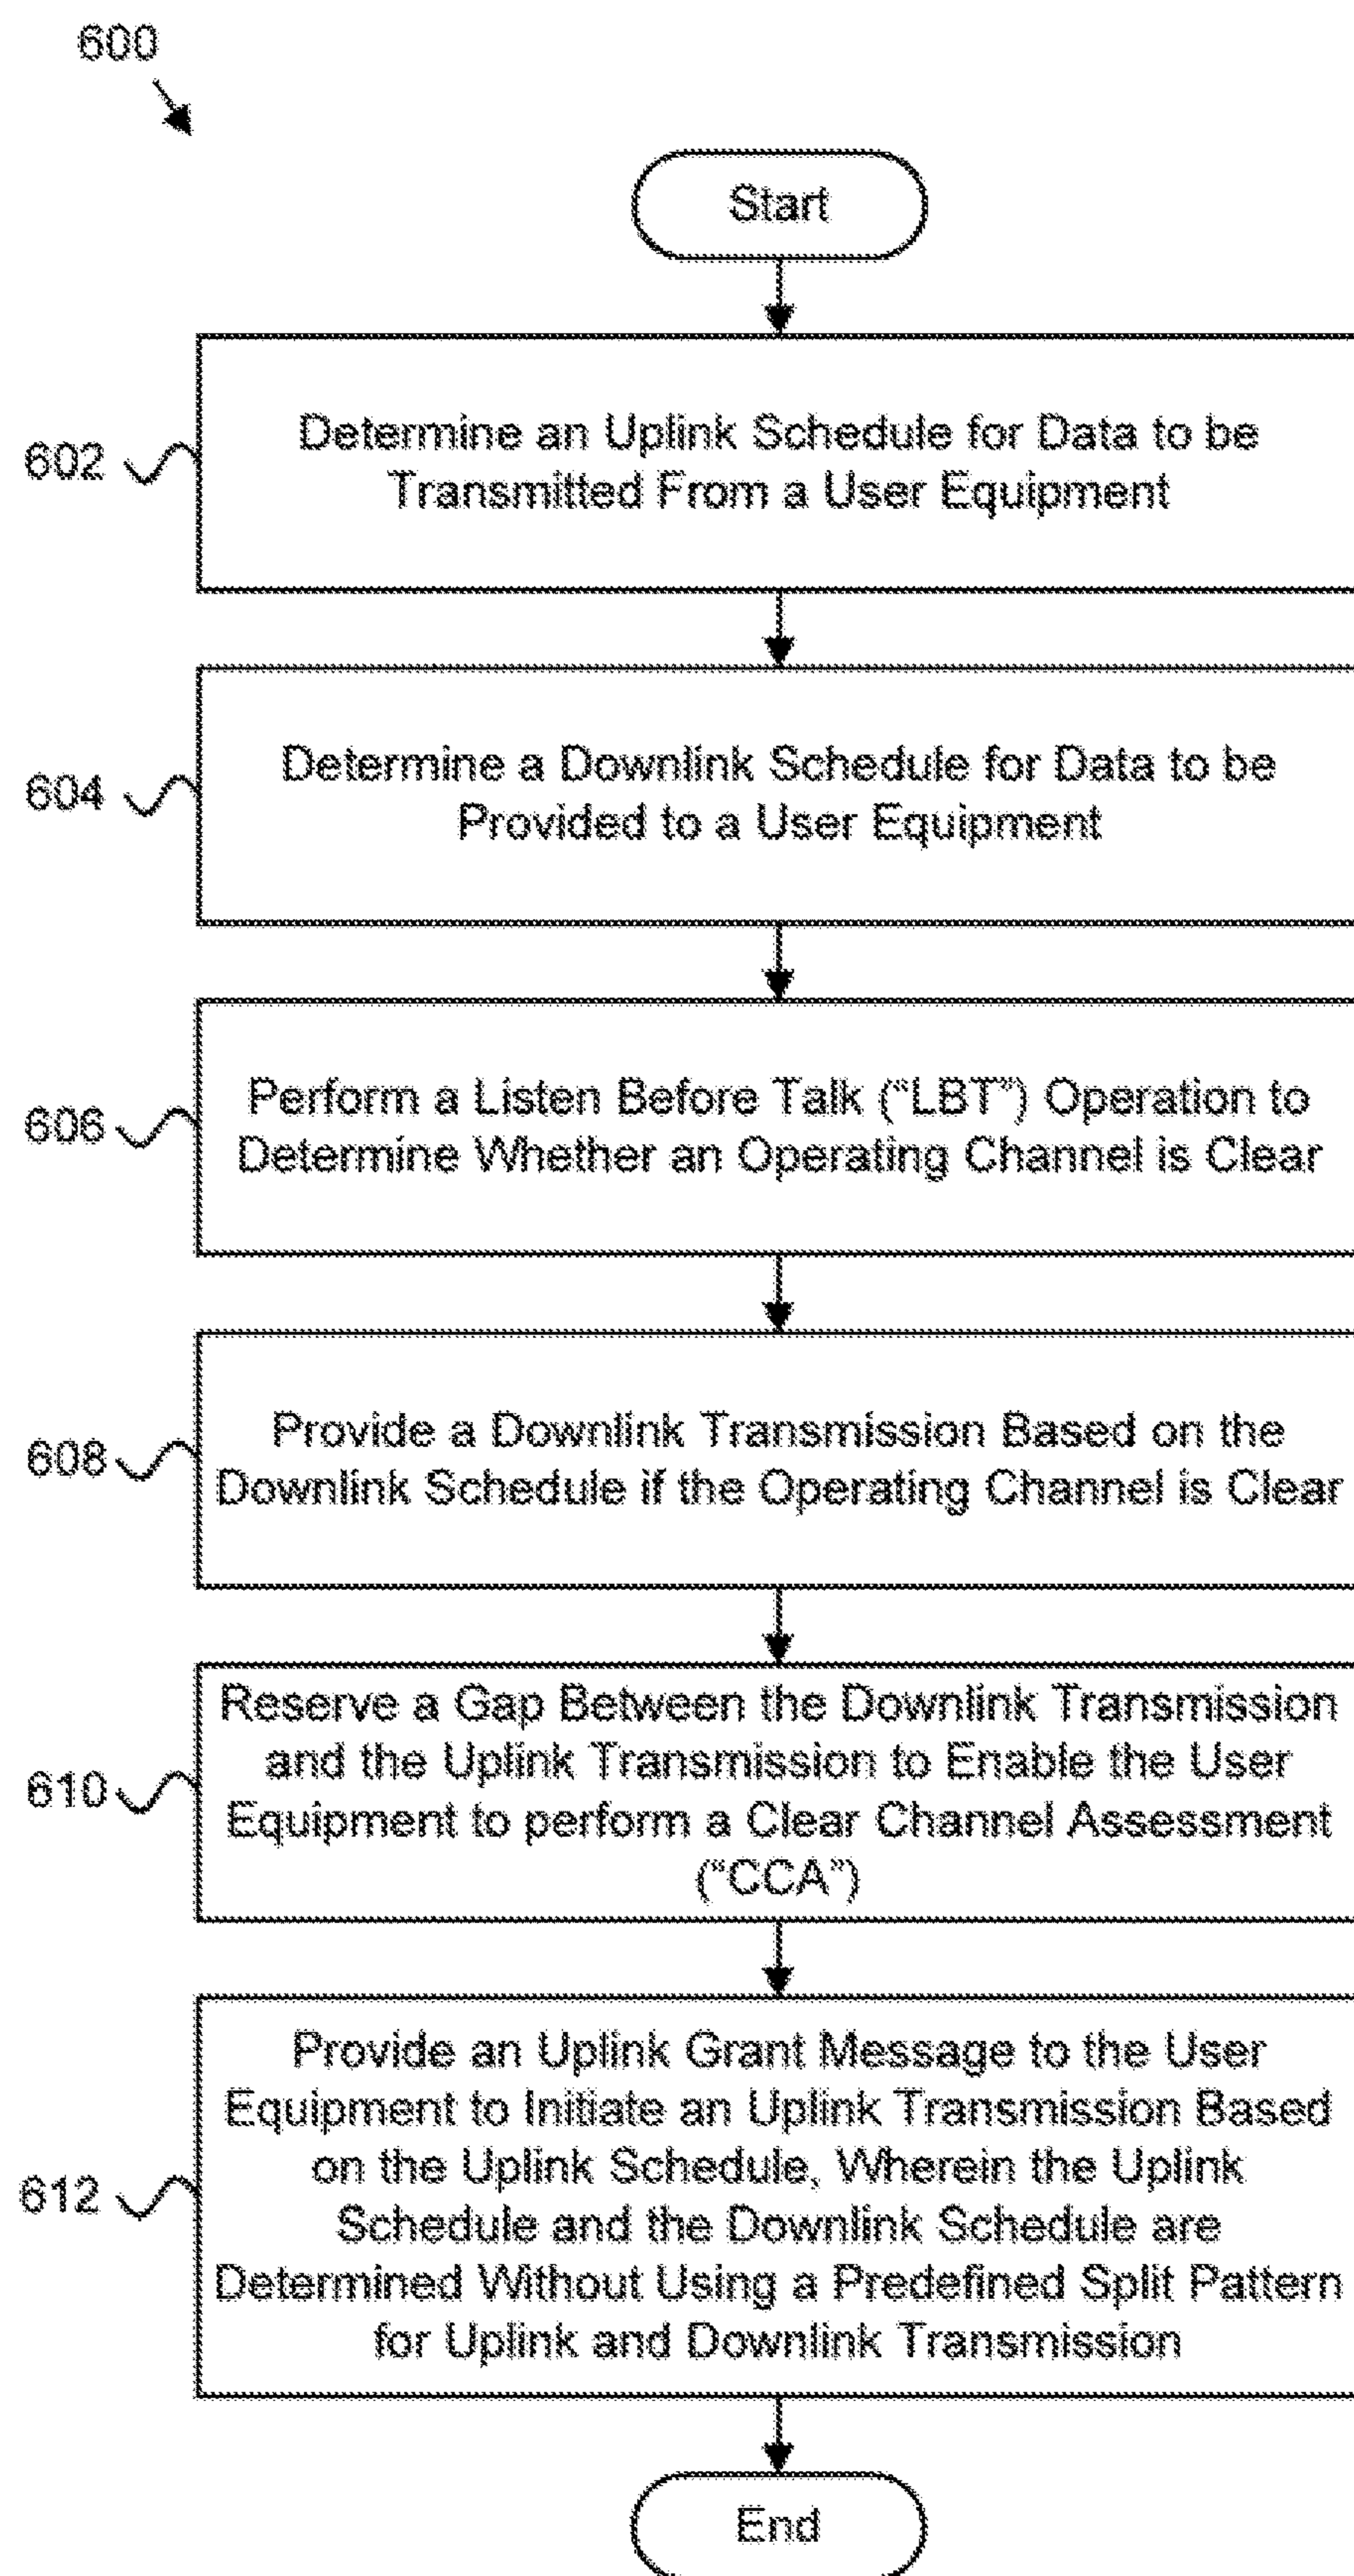 600
Start
602
Determine an Uplink Schedule for Data to be
Transmitted From a User Equipment
604
Determine a Downlink Schedule for Data to be
Provided to a User Equipment
606
Perform a Listen Before Talk (“LBT”) Operation to
Determine Whether an Operating Channel is Clear
608
Provide a Downlink Transmission Based on the
Downlink Schedule if the Operating Channel is Clear
610
Reserve a Gap Between the Downlink Transmission
and the Uplink Transmission to Enable the User
Equipment to perform a Clear Channel Assessment
(“CCA”)
612
Provide an Uplink Grant Message to the User
Equipment to Initiate an Uplink Transmission Based
on the Uplink Schedule, Wherein the Uplink
Schedule and the Downlink Schedule are
Determined Without Using a Predefined Split Pattern
for Uplink and Downlink Transmission
End